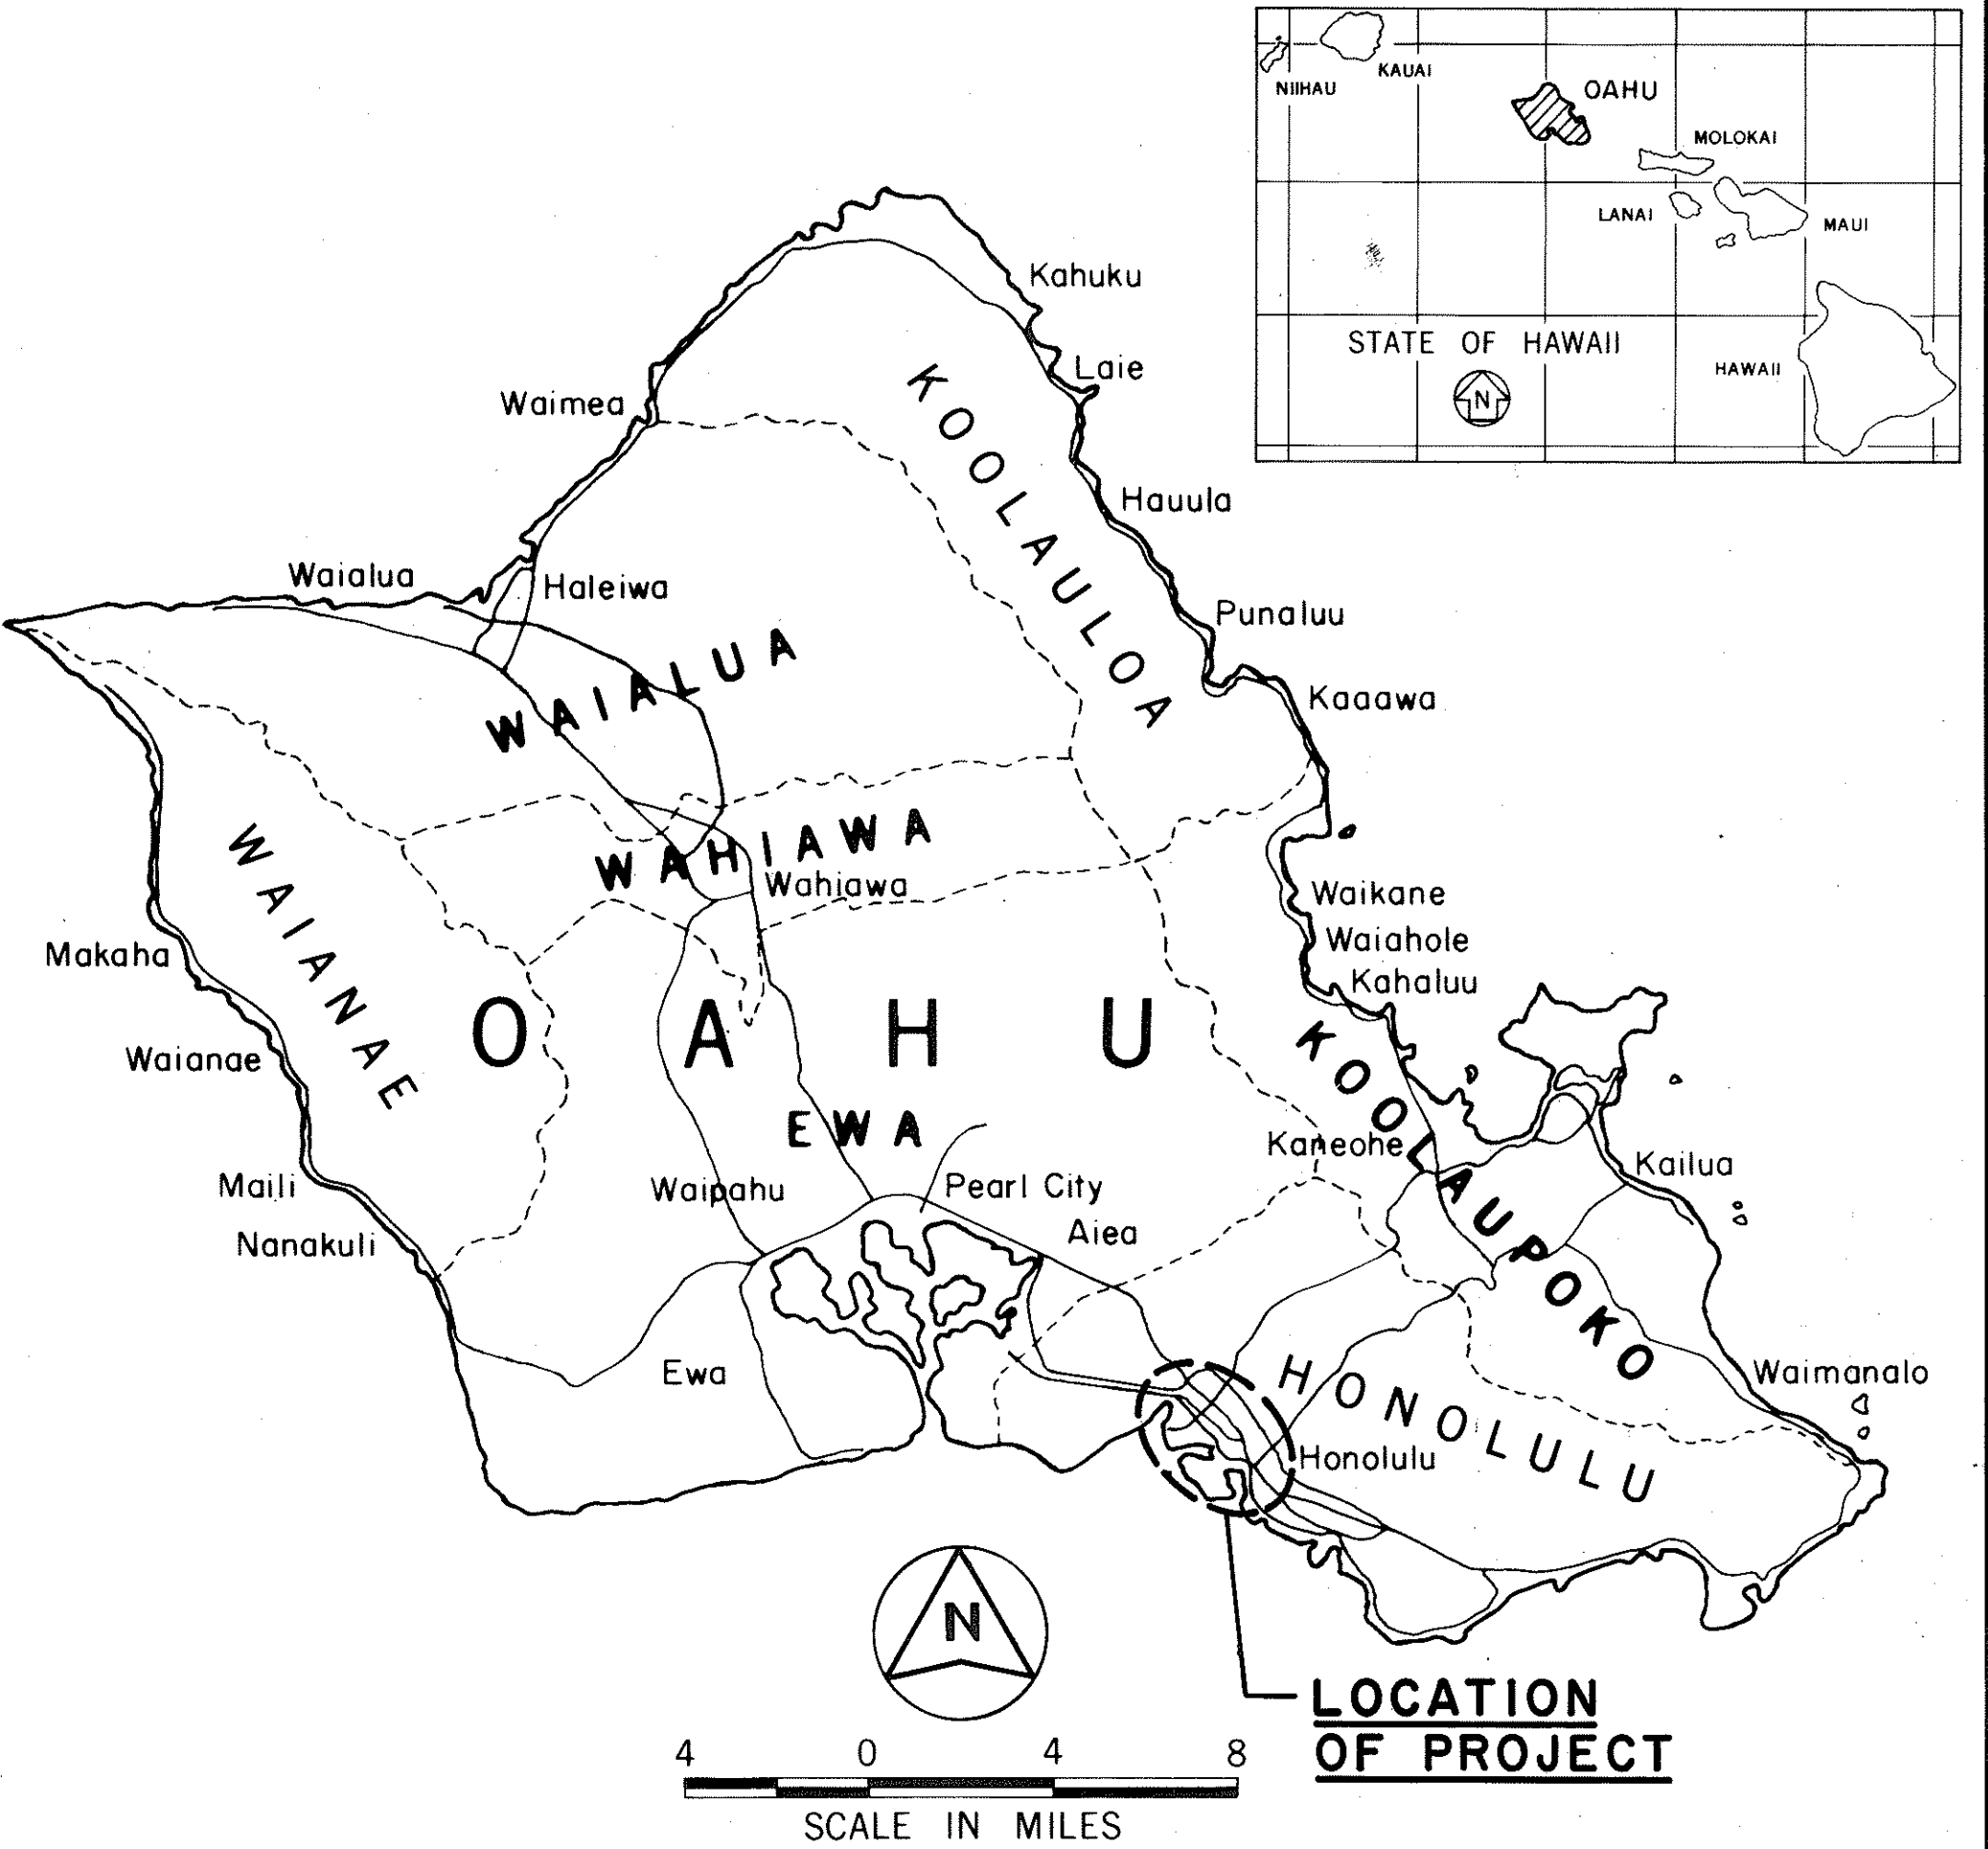 NIIHAU
KAUAI
OAHU
MOLOKAI
LANAI
MAUI
STATE OF HAWAII
HAWAII
N
Kahuku
Laie
Waimea
KOOLAULOA
Hauula
Waialua
Haleiwa
Punaluu
WAIALUA
Kaaawa
WAHIAWA
Wahiawa
Waikane
WAIANAE
Waiahole
Makaha
Kahaluu
OAHU
KOOLAUPOKO
Waianae
EWA
Kaneohe
Kailua
Maili
Waipahu
Pearl City
Nanakuli
Aiea
Ewa
HONOLULU
Waimanalo
Honolulu
N
LOCATION
OF PROJECT
4 0 4 8
SCALE IN MILES